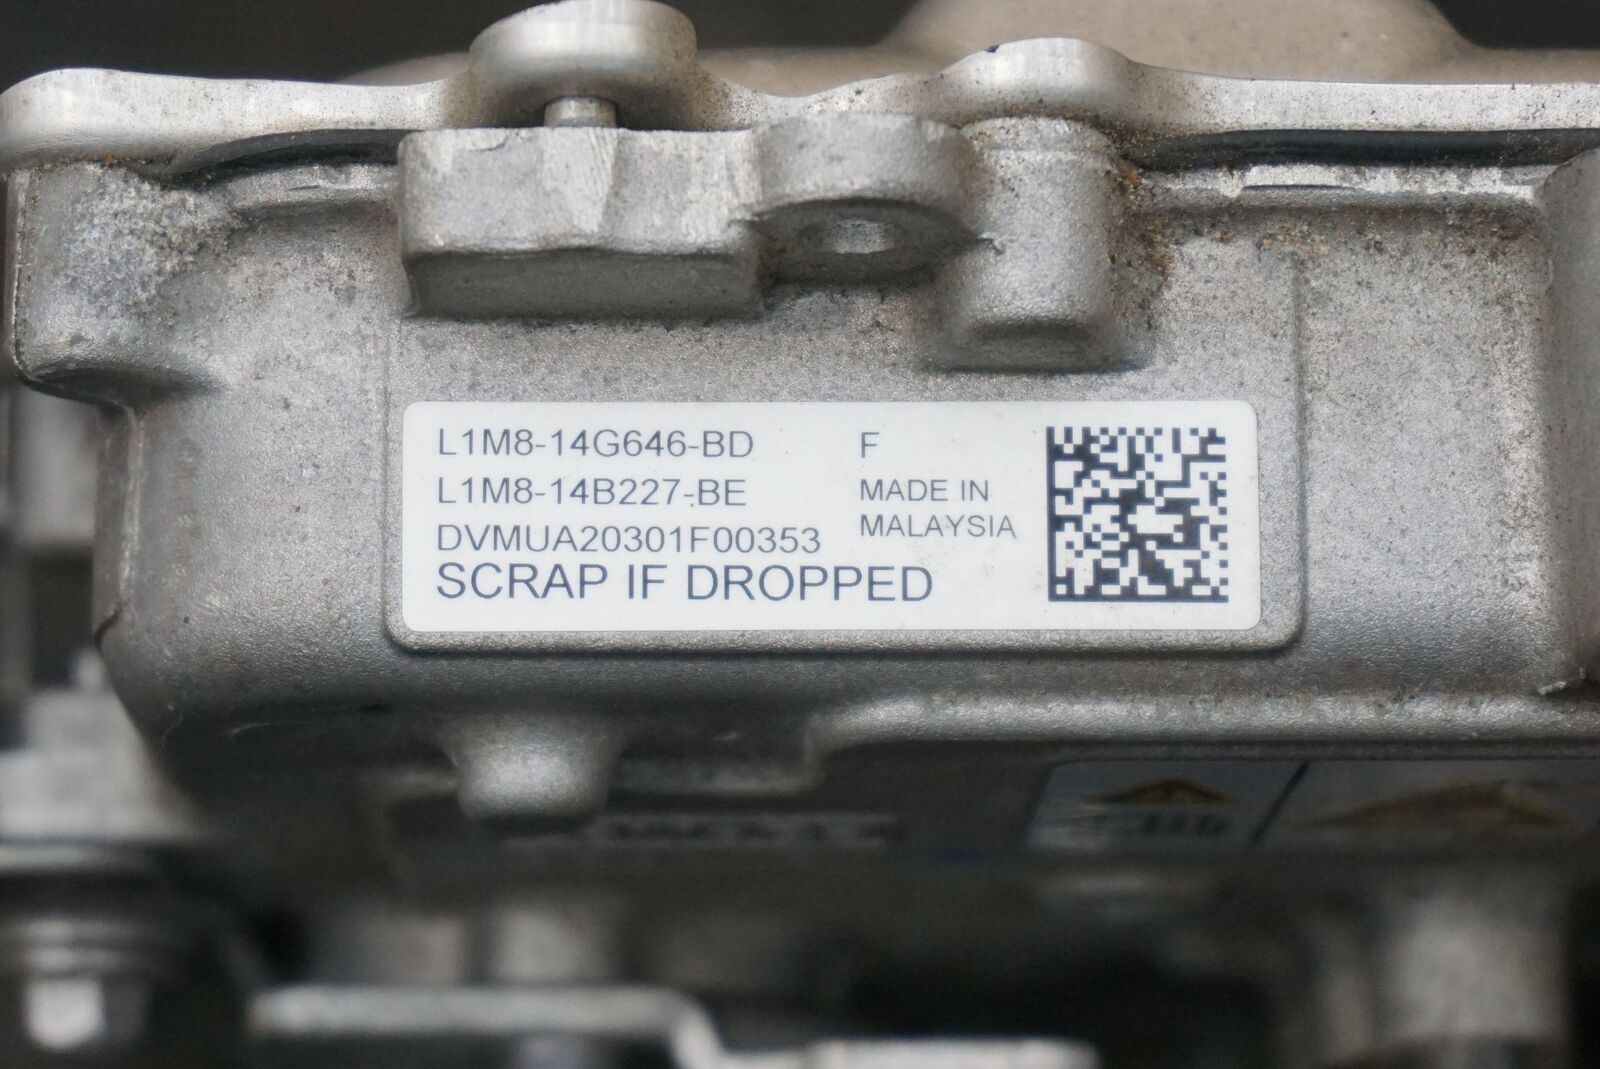 L1M8-14G646-BD F
L1M8-14B227-BE MADE IN
DVMUA20301F00353 MALAYSIA
SCRAP IF DROPPED